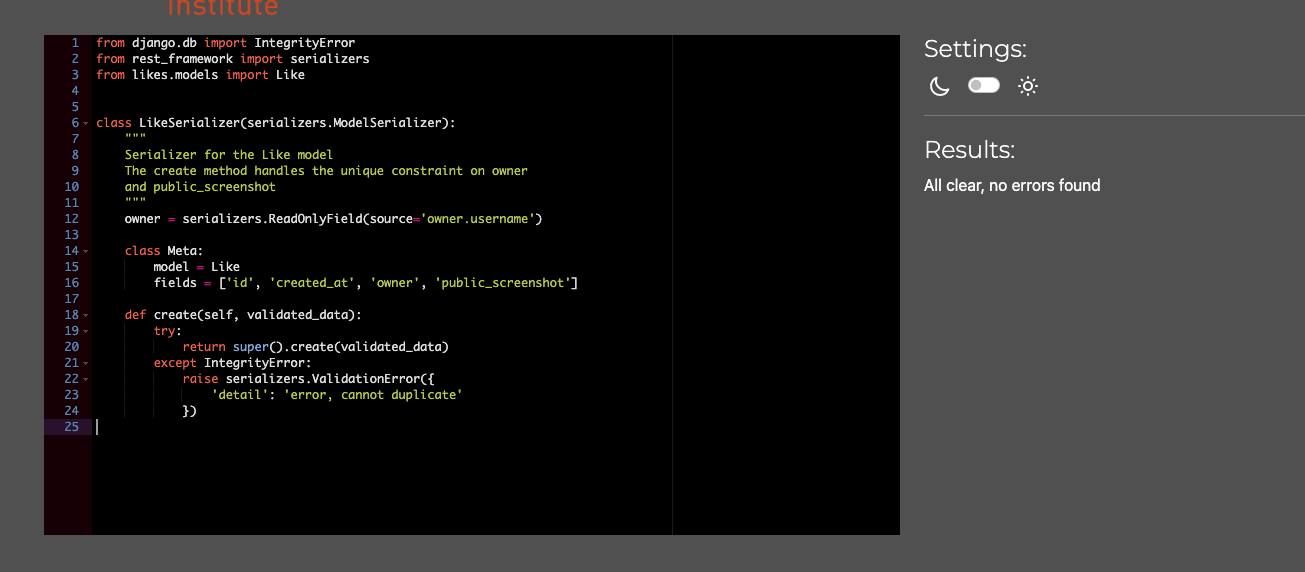 Institute
1 from django.db import IntegrityError
2 from rest_framework import serializers
3 from likes.models import Like
4
5
6 class LikeSerializer(serializers.ModelSerializer):
7     """
8     Serializer for the Like model
9     The create method handles the unique constraint on owner
10     and public_screenshot
11     """
12     owner = serializers.ReadOnlyField(source='owner.username')
13
14     class Meta:
15         model = Like
16         fields = ['id', 'created_at', 'owner', 'public_screenshot']
17
18     def create(self, validated_data):
19         try:
20             return super().create(validated_data)
21         except IntegrityError:
22             raise serializers.ValidationError({
23                 'detail': 'error, cannot duplicate'
24             })
25
Settings:
Results:
All clear, no errors found